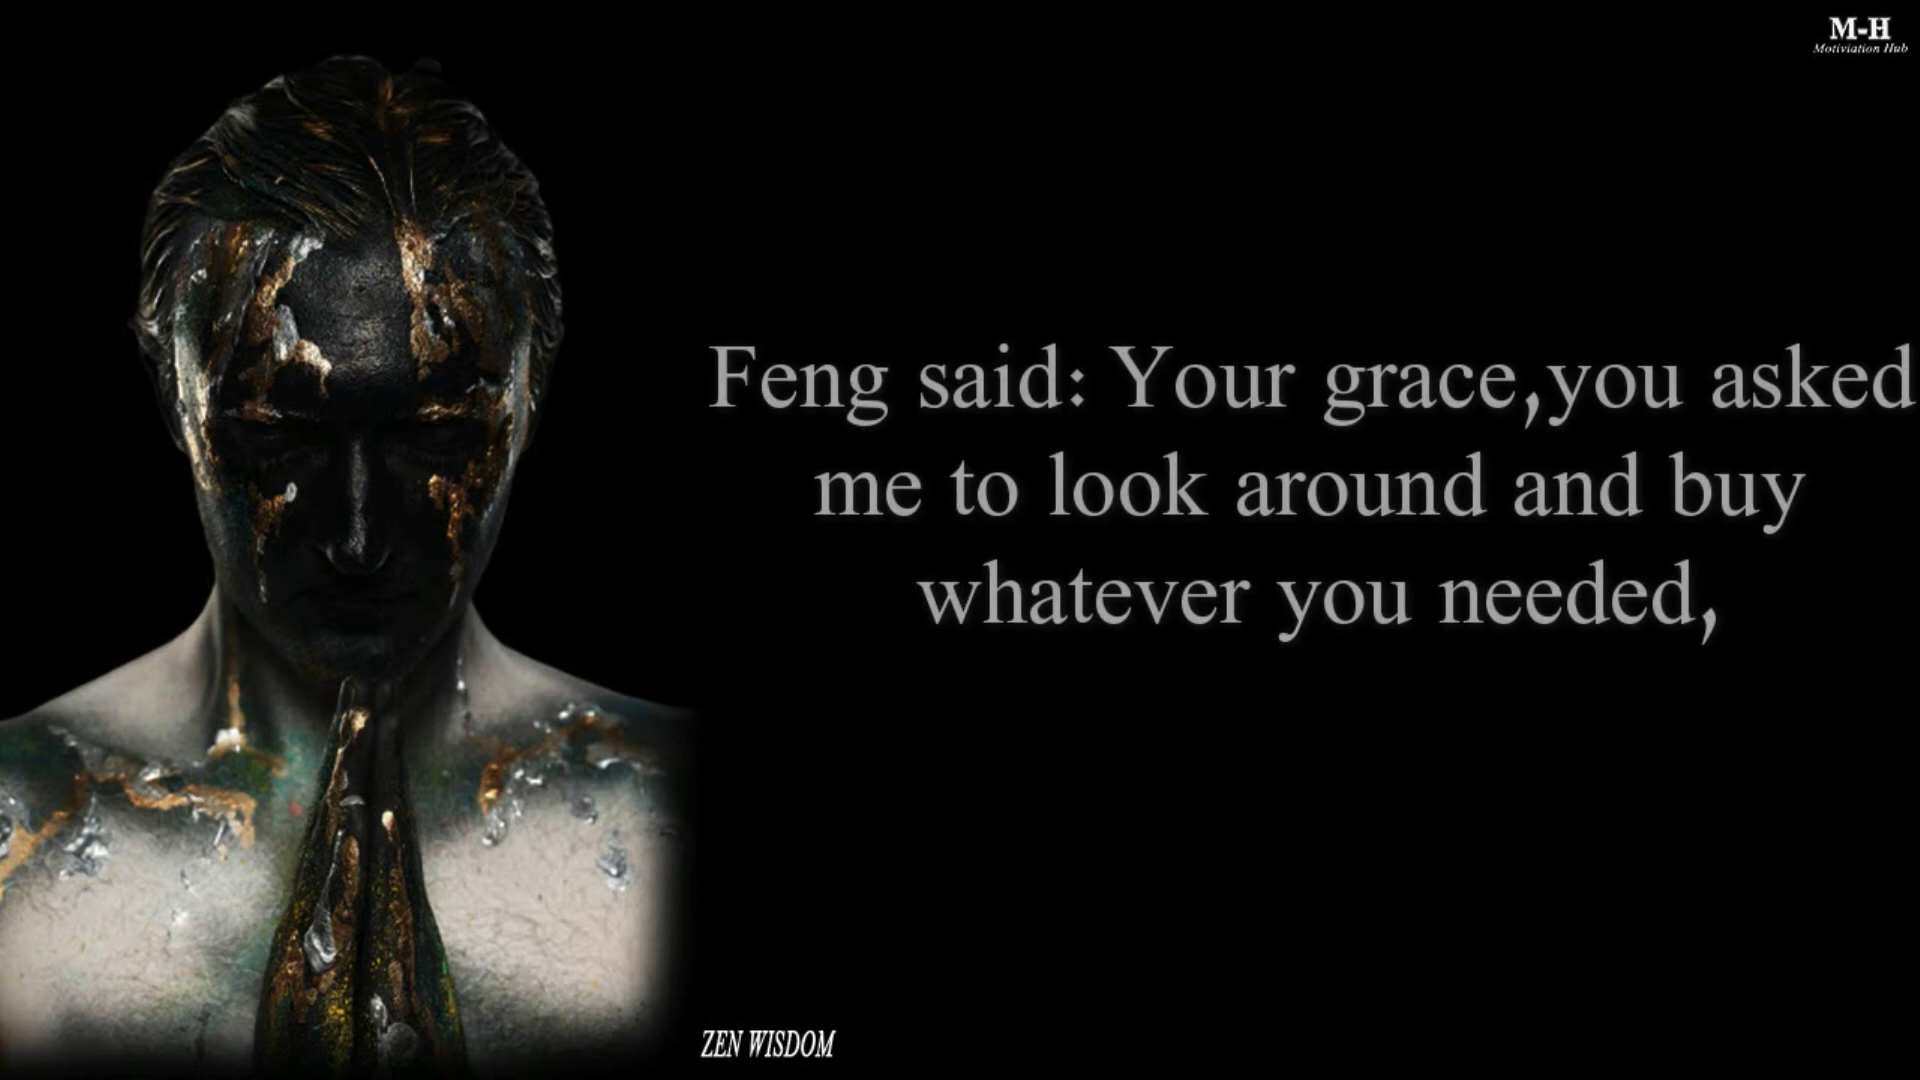 M-H
Motiviation Hub
Feng said: Your grace,you asked
me to look around and buy
whatever you needed,
ZEN WISDOM